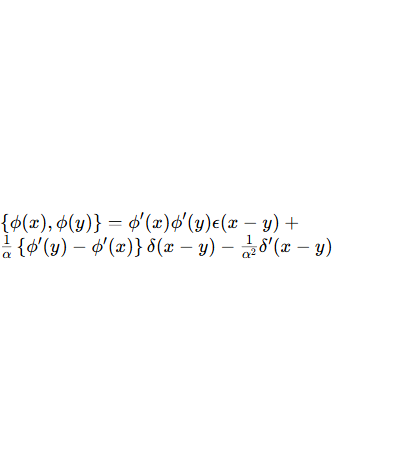 {ϕ(x), ϕ(y)} = ϕ′(x)ϕ′(y)ϵ(x − y) +
1/α {ϕ′(y) − ϕ′(x)} δ(x − y) − 1/α² δ′(x − y)